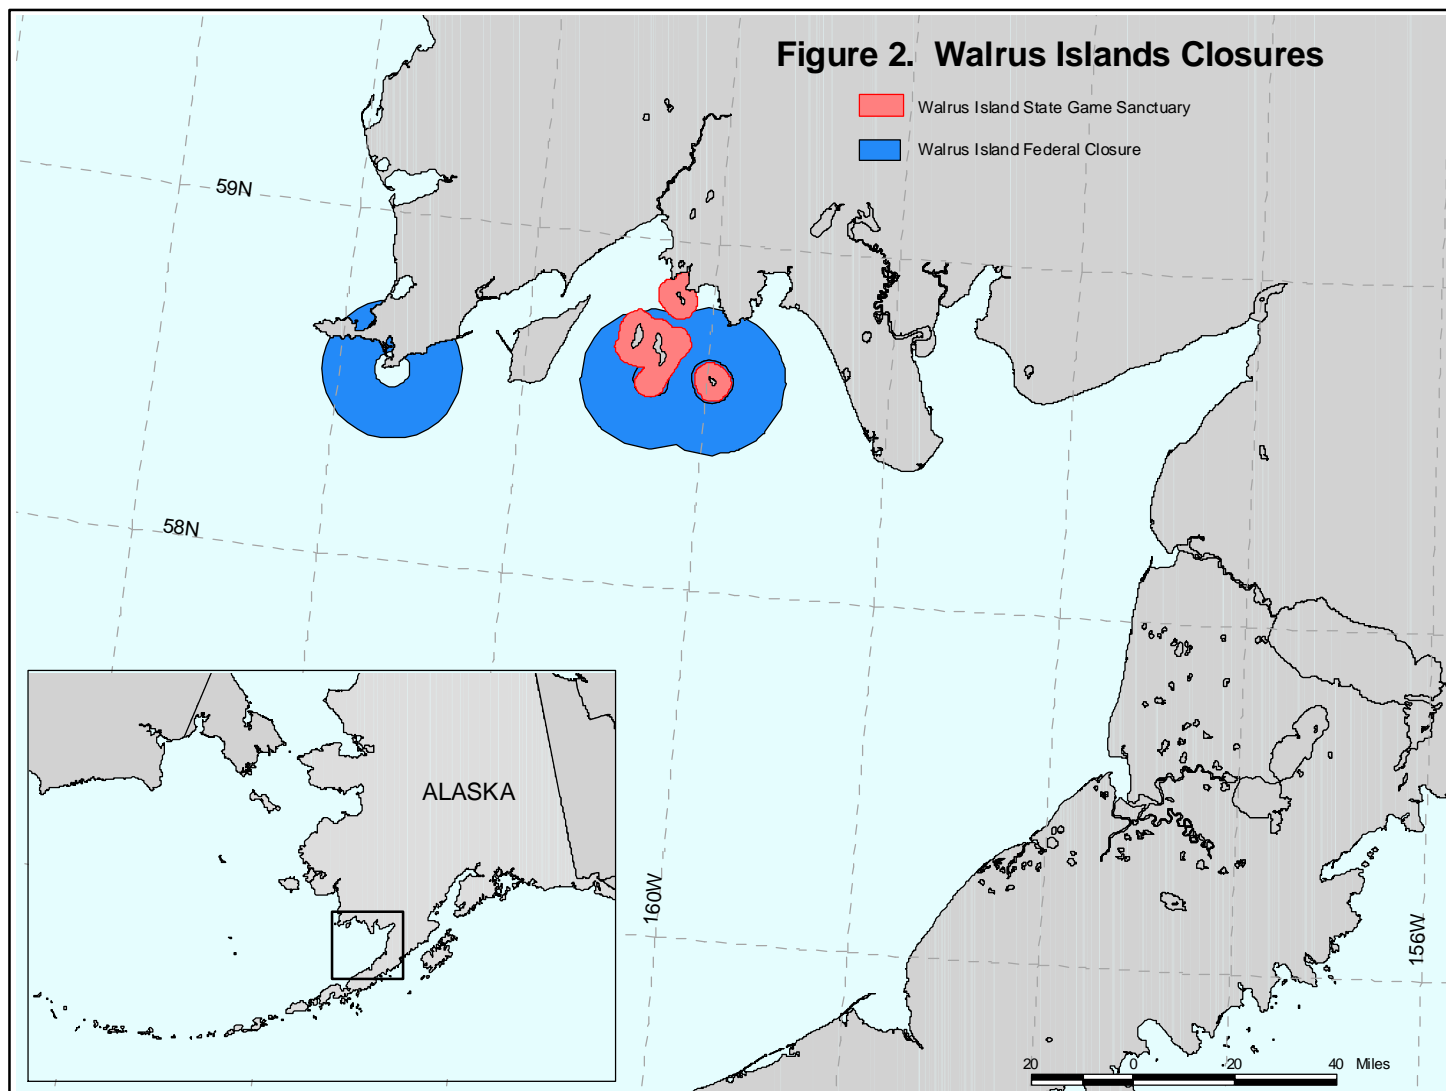 Figure 2. Walrus Islands Closures
Walrus Island State Game Sanctuary
Walrus Island Federal Closure
59N
58N
ALASKA
160W
156W
20 0 20 40 Miles